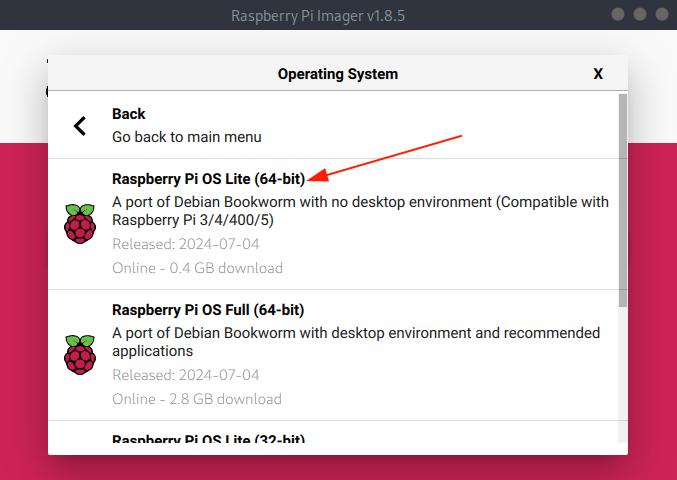 Raspberry Pi Imager v1.8.5
Operating System
X
Back
Go back to main menu
Raspberry Pi OS Lite (64-bit)
A port of Debian Bookworm with no desktop environment (Compatible with
Raspberry Pi 3/4/400/5)
Released: 2024-07-04
Online - 0.4 GB download
Raspberry Pi OS Full (64-bit)
A port of Debian Bookworm with desktop environment and recommended
applications
Released: 2024-07-04
Online - 2.8 GB download
Raspberry Pi OS Lite (32-bit)